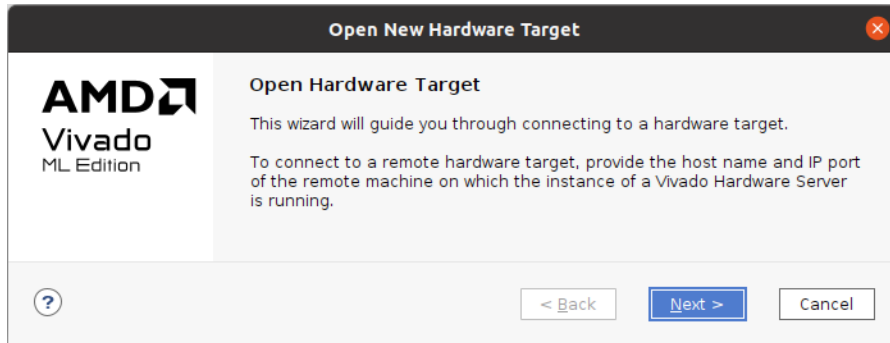 Open New Hardware Target
AMD
Vivado
ML Edition
Open Hardware Target
This wizard will guide you through connecting to a hardware target.
To connect to a remote hardware target, provide the host name and IP port
of the remote machine on which the instance of a Vivado Hardware Server
is running.
?
< Back
Next >
Cancel